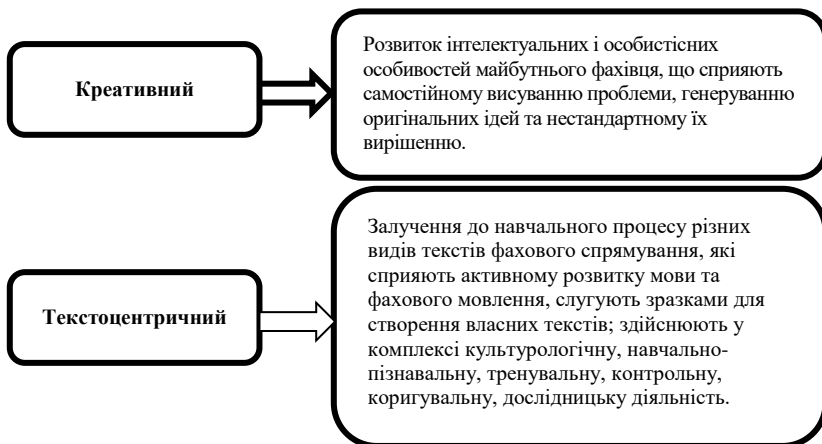 Креативний
Розвиток інтелектуальних і особистісних
особивостей майбутнього фахівця, що сприяють
самостійному висуванню проблеми, генеруванню
оригінальних ідей та нестандартному їх
вирішенню.
Текстоцентричний
Залучення до навчального процесу різних
видів текстів фахового спрямування, які
сприяють активному розвитку мови та
фахового мовлення, слугують зразками для
створення власних текстів; здійснюють у
комплексі культурологічну, навчально-
пізнавальну, тренувальну, контрольну,
коригувальну, дослідницьку діяльність.